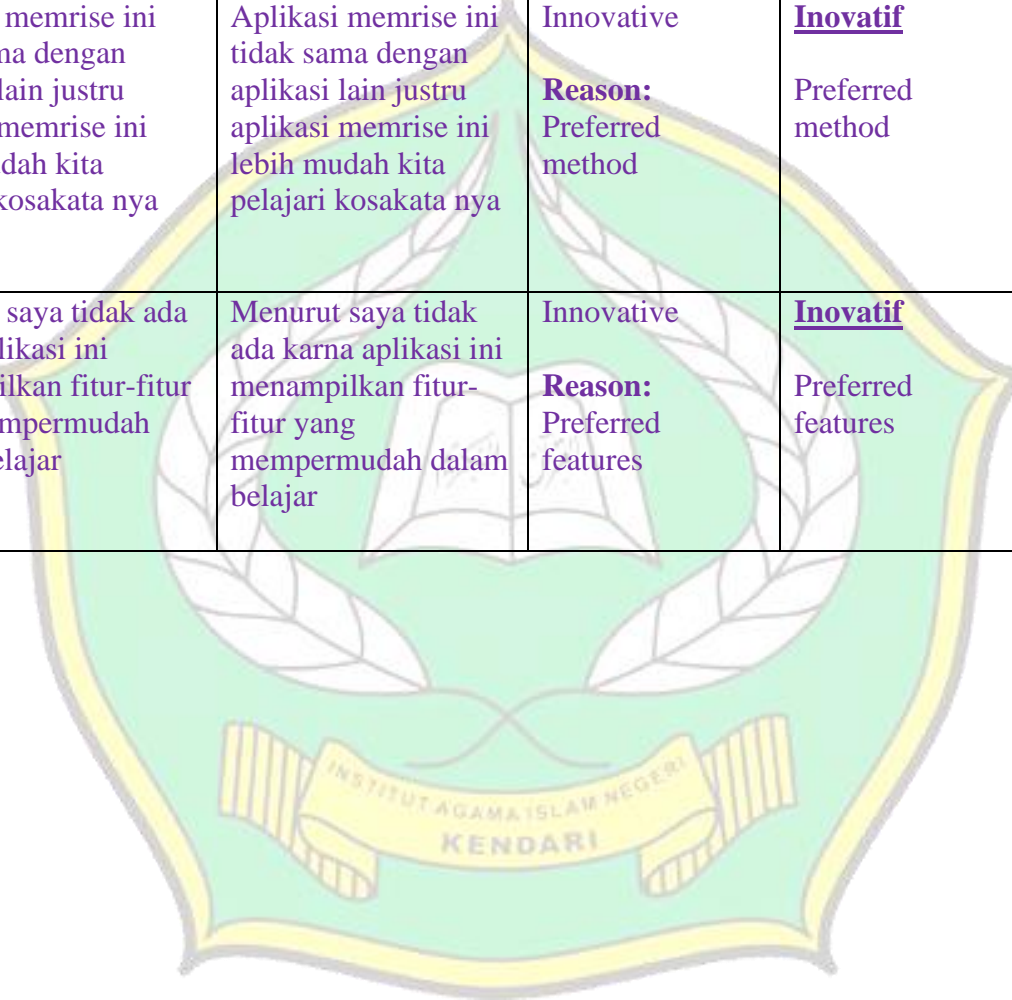 memrise ini
ma dengan
lain justru
memrise ini
dah kita
kosakata nya
Aplikasi memrise ini
tidak sama dengan
aplikasi lain justru
aplikasi memrise ini
lebih mudah kita
pelajari kosakata nya
Innovative
Reason:
Preferred
method
Inovatif
Preferred
method
saya tidak ada
likasi ini
ilkan fitur-fitur
mpermudah
elajar
Menurut saya tidak
ada karna aplikasi ini
menampilkan fitur-
fitur yang
mempermudah dalam
belajar
Innovative
Reason:
Preferred
features
Inovatif
Preferred
features
INSTITUT AGAMA ISLAM NEGERI
KENDARI